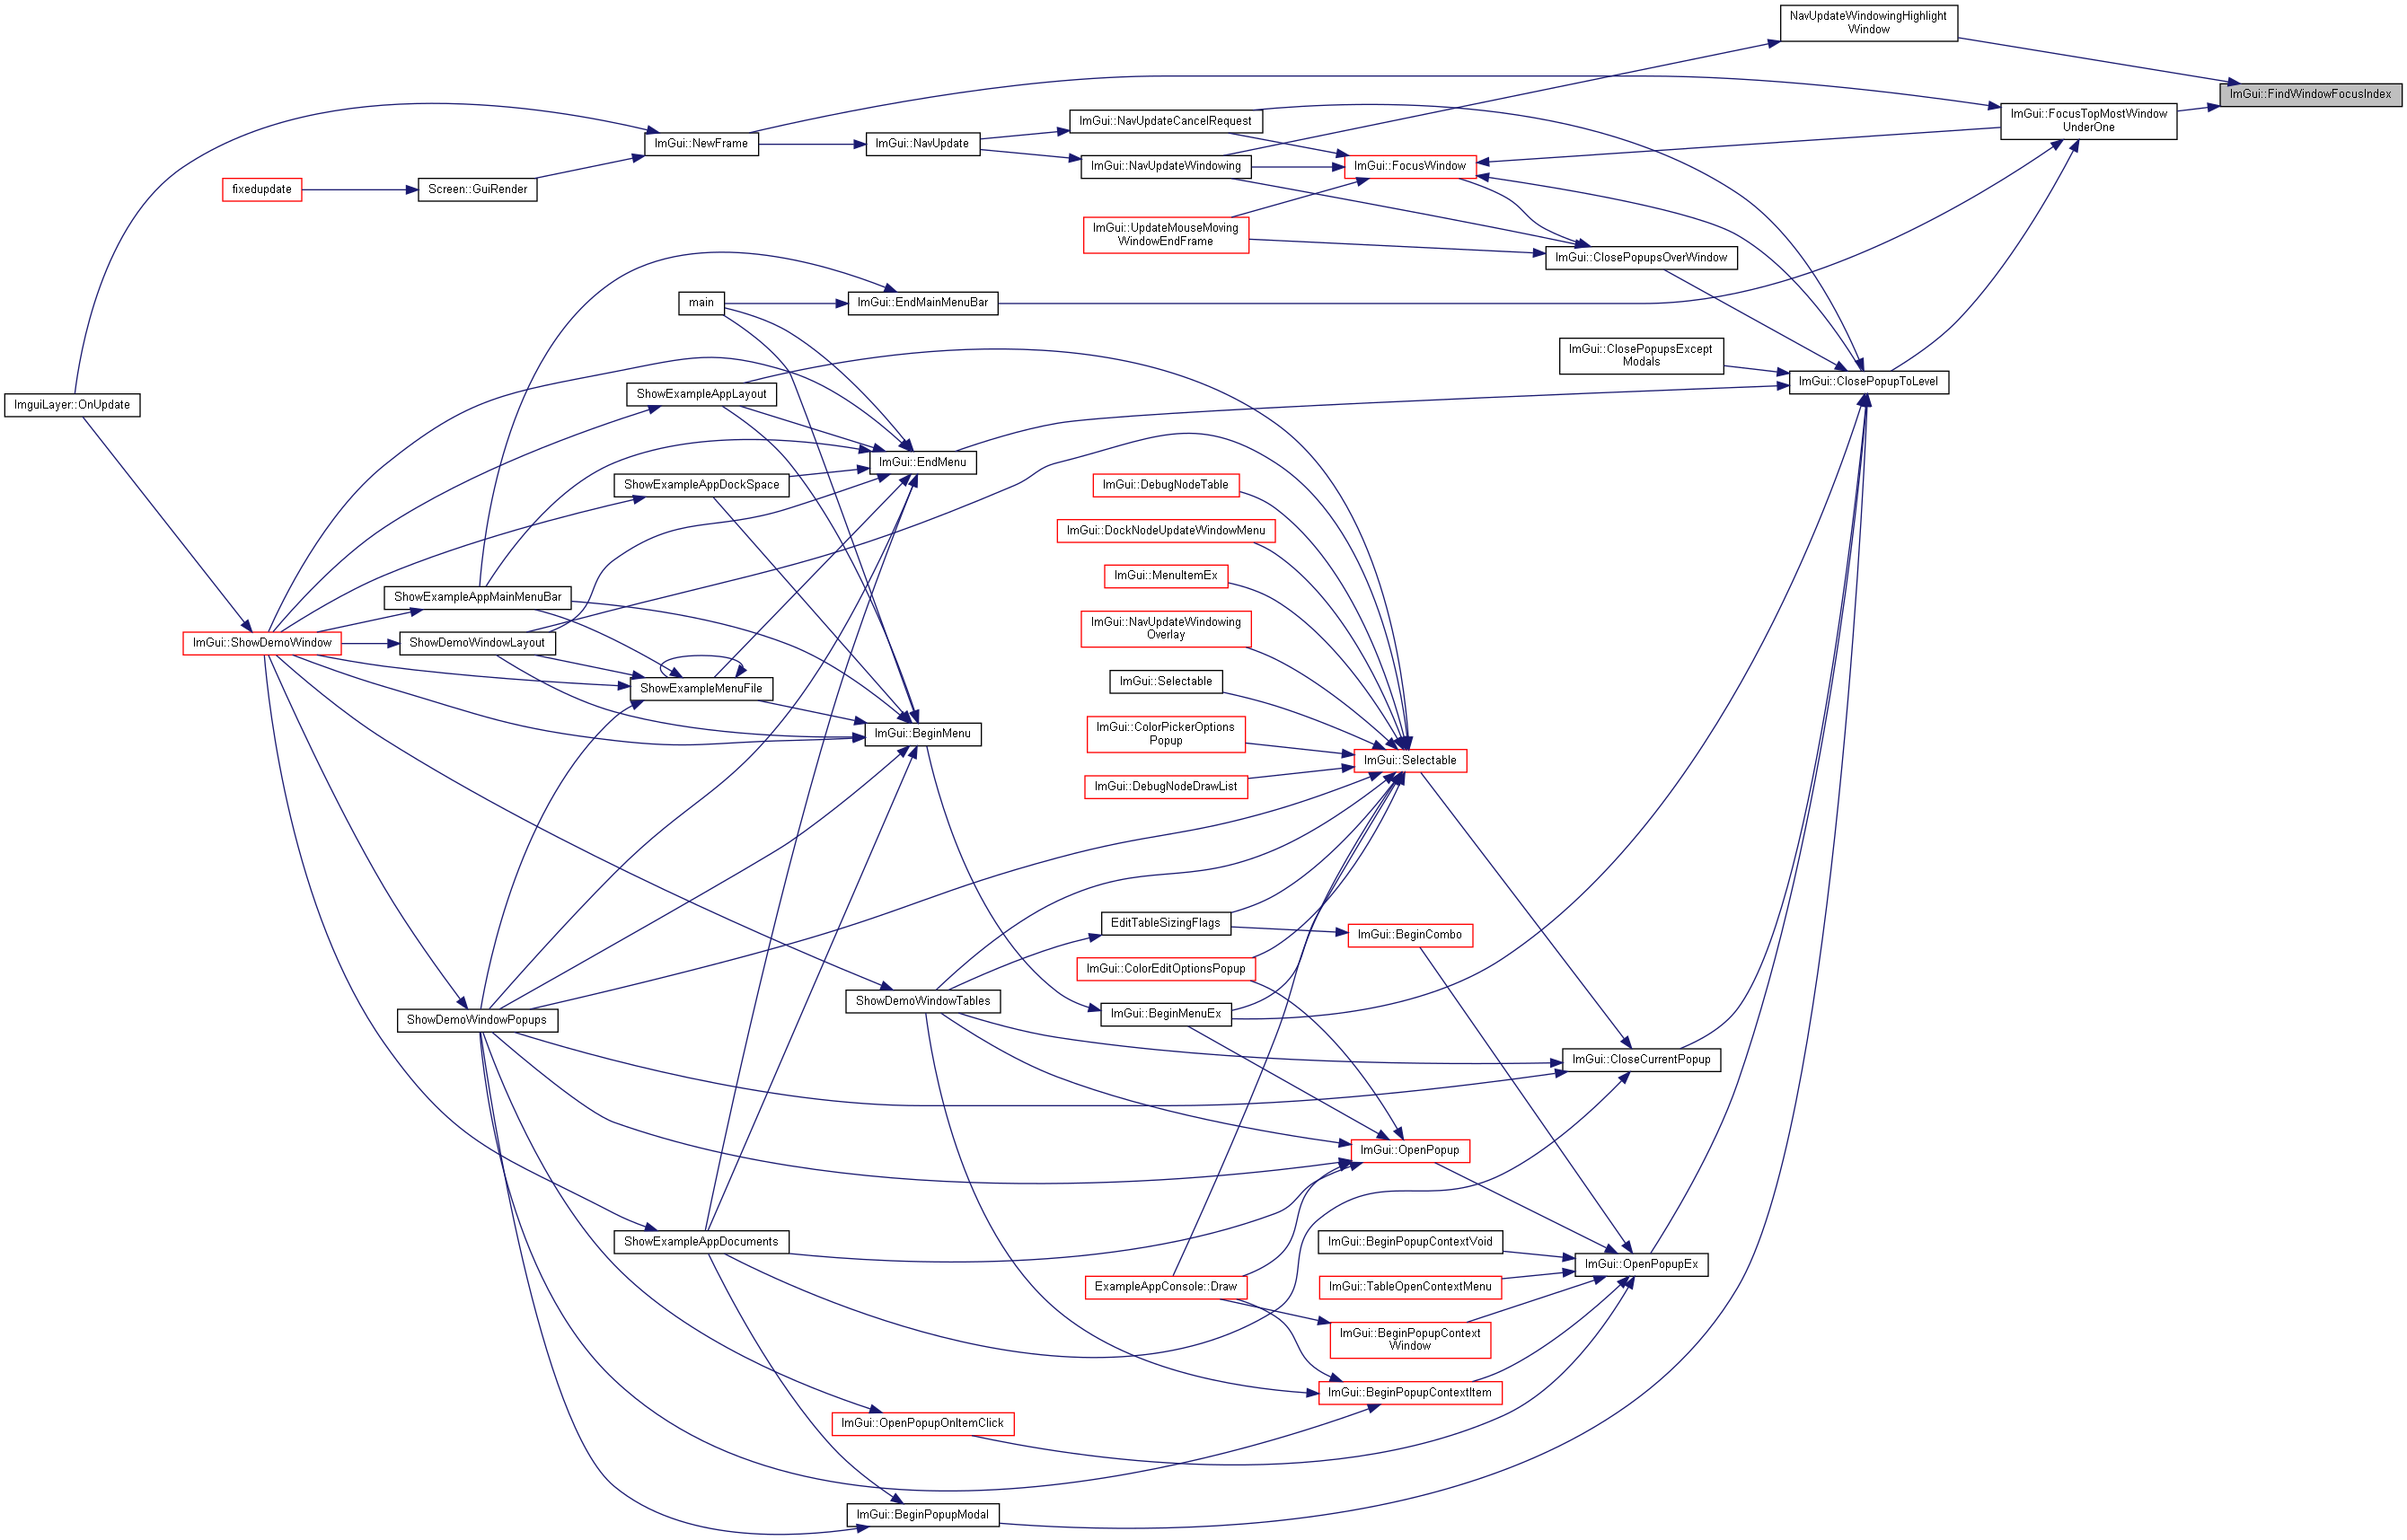 NavUpdateWindowingHighlight
Window
ImGui::FindWindowFocusIndex
ImGui::FocusTopMostWindow
UnderOne
ImGui::NavUpdateCancelRequest
ImGui::NewFrame
ImGui::NavUpdate
ImGui::NavUpdateWindowing
ImGui::FocusWindow
fixedupdate
Screen::GuiRender
ImGui::UpdateMouseMoving
WindowEndFrame
ImGui::ClosePopupsOverWindow
main
ImGui::EndMainMenuBar
ImGui::ClosePopupsExcept
Modals
ImGui::ClosePopupToLevel
ShowExampleAppLayout
ImguiLayer::OnUpdate
ImGui::EndMenu
ShowExampleAppDockSpace
ImGui::DebugNodeTable
ImGui::DockNodeUpdateWindowMenu
ImGui::MenuItemEx
ShowExampleAppMainMenuBar
ImGui::NavUpdateWindowing
Overlay
ImGui::ShowDemoWindow
ShowDemoWindowLayout
ImGui::Selectable
ShowExampleMenuFile
ImGui::BeginMenu
ImGui::ColorPickerOptions
Popup
ImGui::Selectable
ImGui::DebugNodeDrawList
EditTableSizingFlags
ImGui::BeginCombo
ImGui::ColorEditOptionsPopup
ShowDemoWindowTables
ShowDemoWindowPopups
ImGui::BeginMenuEx
ImGui::CloseCurrentPopup
ImGui::OpenPopup
ShowExampleAppDocuments
ImGui::BeginPopupContextVoid
ImGui::OpenPopupEx
ExampleAppConsole::Draw
ImGui::TableOpenContextMenu
ImGui::BeginPopupContext
Window
ImGui::BeginPopupContextItem
ImGui::OpenPopupOnItemClick
ImGui::BeginPopupModal